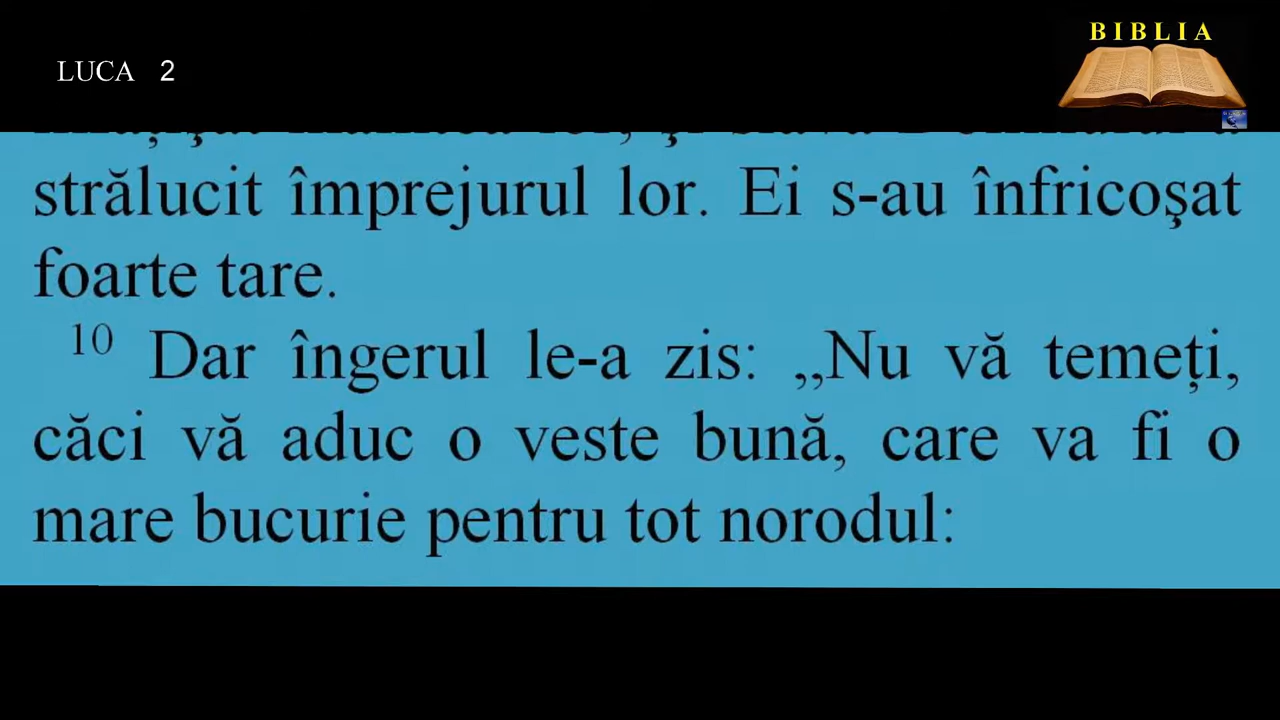 BIBLIA
LUCA 2
strălucit împrejurul lor. Ei s-au înfricoşat
foarte tare.
10 Dar îngerul le-a zis: „Nu vă temeți,
căci vă aduc o veste bună, care va fi o
mare bucurie pentru tot norodul: